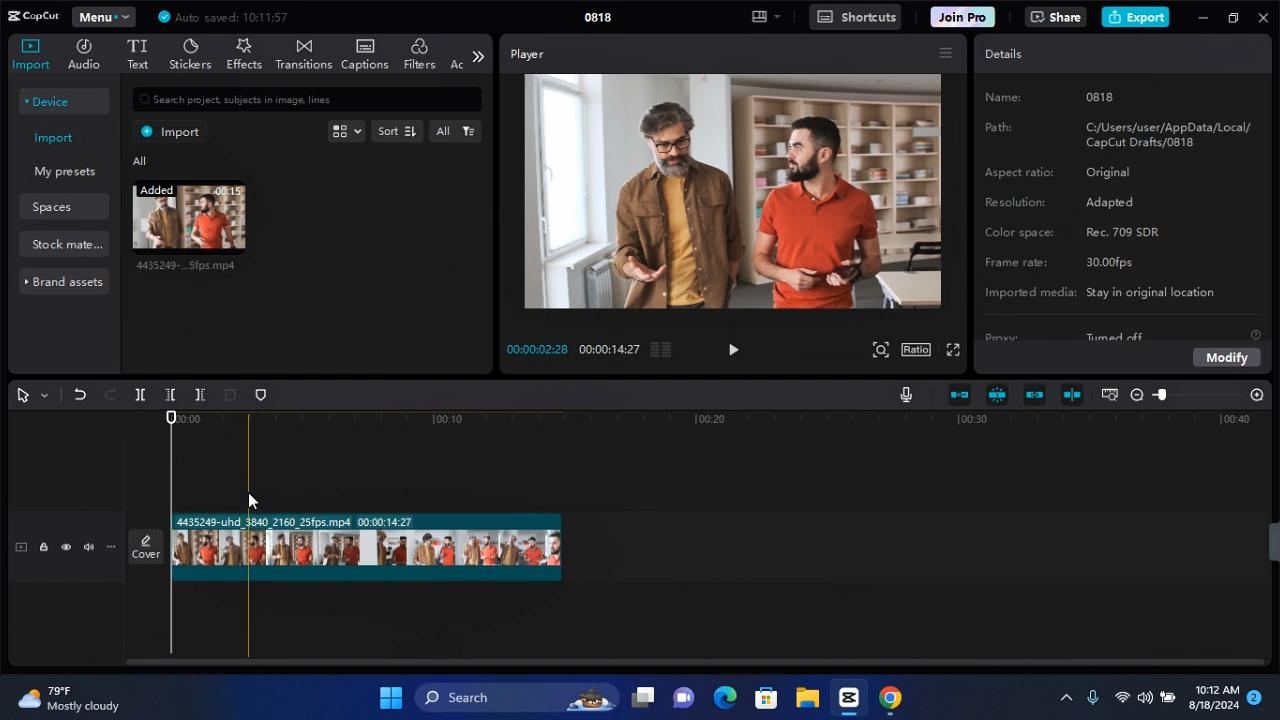 CapCut
Menu
Auto saved: 10:11:57
0818
Shortcuts
Join Pro
Share
Export
Import
Audio
Text
Stickers
Effects
Transitions
Captions
Filters
Ac
Device
Import
My presets
Spaces
Stock mate...
Brand assets
Search project, subjects in image, lines
Import
Sort
All
All
Added
00:15
4435249-...5fps.mp4
Player
00:00:02:28
00:00:14:27
Ratio
Details
Name:
0818
Path:
C:/Users/user/AppData/Local/
CapCut Drafts/0818
Aspect ratio:
Original
Resolution:
Adapted
Color space:
Rec. 709 SDR
Frame rate:
30.00fps
Imported media:
Stay in original location
Proxy:
Turned off
Modify
00:00
00:10
00:20
00:30
00:40
Cover
4435249-uhd_3840_2160_25fps.mp4
00:00:14:27
79°F
Mostly cloudy
Search
10:12 AM
8/18/2024
2